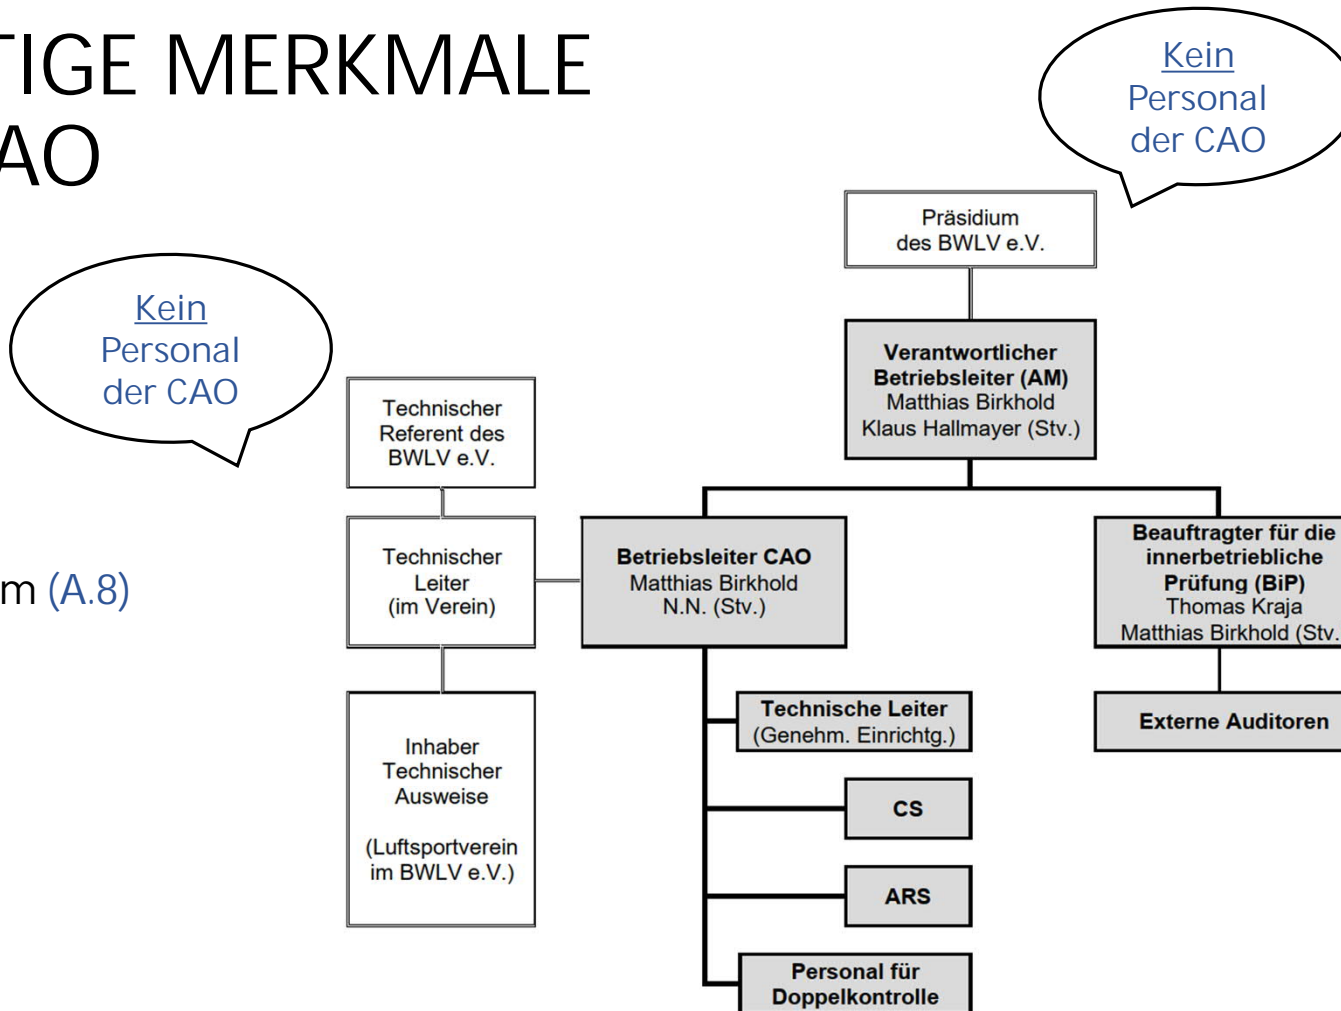 TIGE MERKMALE
AO
Kein
Personal
der CAO
Präsidium
des BWLV e.V.
Kein
Personal
der CAO
Verantwortlicher
Betriebsleiter (AM)
Matthias Birkhold
Klaus Hallmayer (Stv.)
Technischer
Referent des
BWLV e.V.
Technischer
Leiter
(im Verein)
Betriebsleiter CAO
Matthias Birkhold
N.N. (Stv.)
Beauftragter für die
innerbetriebliche
Prüfung (BiP)
Thomas Kraja
Matthias Birkhold (Stv.
m (A.8)
Inhaber
Technischer
Ausweise
(Luftsportverein
im BWLV e.V.)
Technische Leiter
(Genehm. Einrichtg.)
Externe Auditoren
CS
ARS
Personal für
Doppelkontrolle